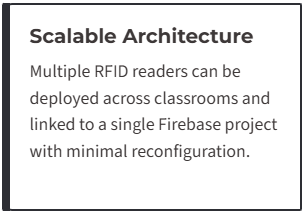 Scalable Architecture
Multiple RFID readers can be
deployed across classrooms and
linked to a single Firebase project
with minimal reconfiguration.